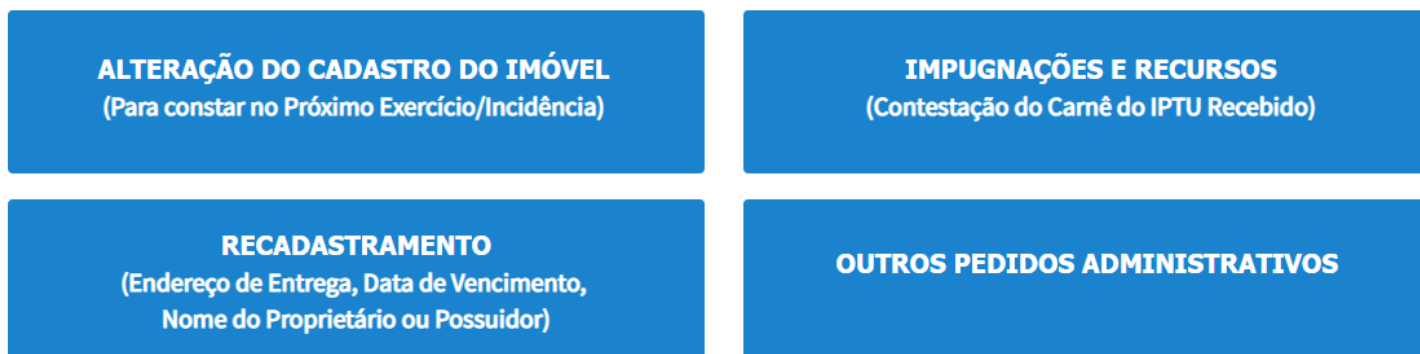 ALTERAÇÃO DO CADASTRO DO IMÓVEL
(Para constar no Próximo Exercício/Incidência)
IMPUGNAÇÕES E RECURSOS
(Contestação do Carnê do IPTU Recebido)
RECADASTRAMENTO
(Endereço de Entrega, Data de Vencimento,
Nome do Proprietário ou Possuidor)
OUTROS PEDIDOS ADMINISTRATIVOS